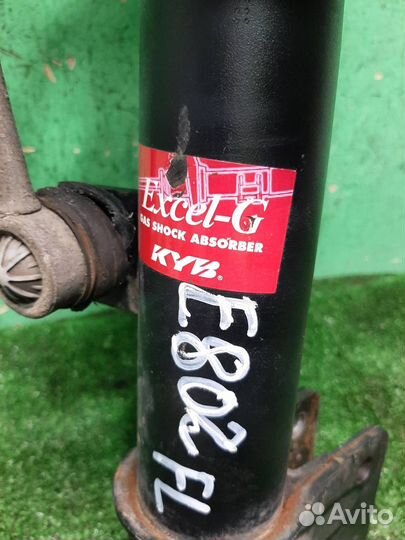 Excel-G
GAS SHOCK ABSORBER
KYB®
E802 FL
Avito